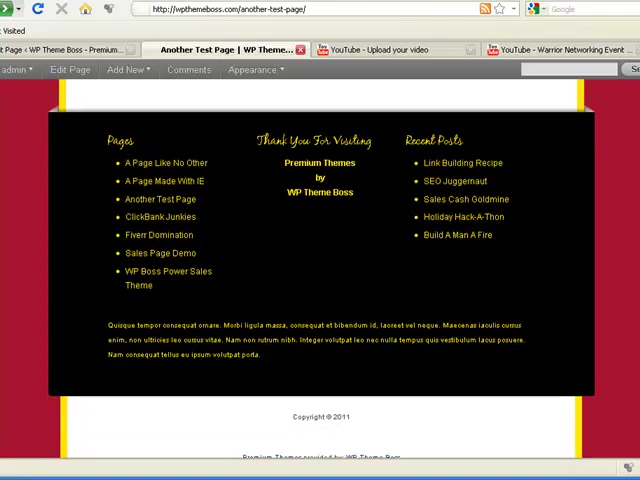 http://wpthemeboss.com/another-test-page/
Google
t Visited
t Page < WP Theme Boss - Premium...
Another Test Page | WP Theme...
YouTube - Upload your video
YouTube - Warrior Networking Event ...
admin
Edit Page
Add New
Comments
Appearance
Se
Pages
A Page Like No Other
A Page Made With IE
Another Test Page
ClickBank Junkies
Fiverr Domination
Sales Page Demo
WP Boss Power Sales
Theme
Thank You For Visiting
Premium Themes
by
WP Theme Boss
Recent Posts
Link Building Recipe
SEO Juggernaut
Sales Cash Goldmine
Holiday Hack-A-Thon
Build A Man A Fire
Quisque tempor consequat ornare. Morbi ligula massa, consequat et bibendum id, laoreet vel neque. Maecenas iaculis cursus
enim, non ultricies leo cursus vitae. Nam non rutrum nibh. Integer volutpat leo nec nulla tempus quis vestibulum lacus posuere.
Nam consequat tellus eu ipsum volutpat porta.
Copyright © 2011
Premium Themes provided by WP Theme Boss